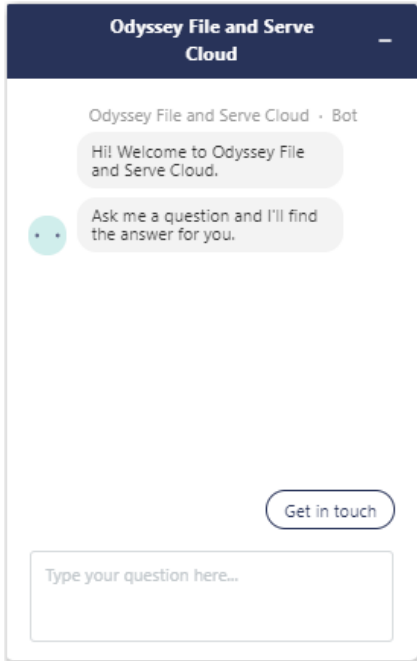 Odyssey File and Serve
Cloud
Odyssey File and Serve Cloud · Bot
Hi! Welcome to Odyssey File
and Serve Cloud.
Ask me a question and I'll find
the answer for you.
Get in touch
Type your question here...